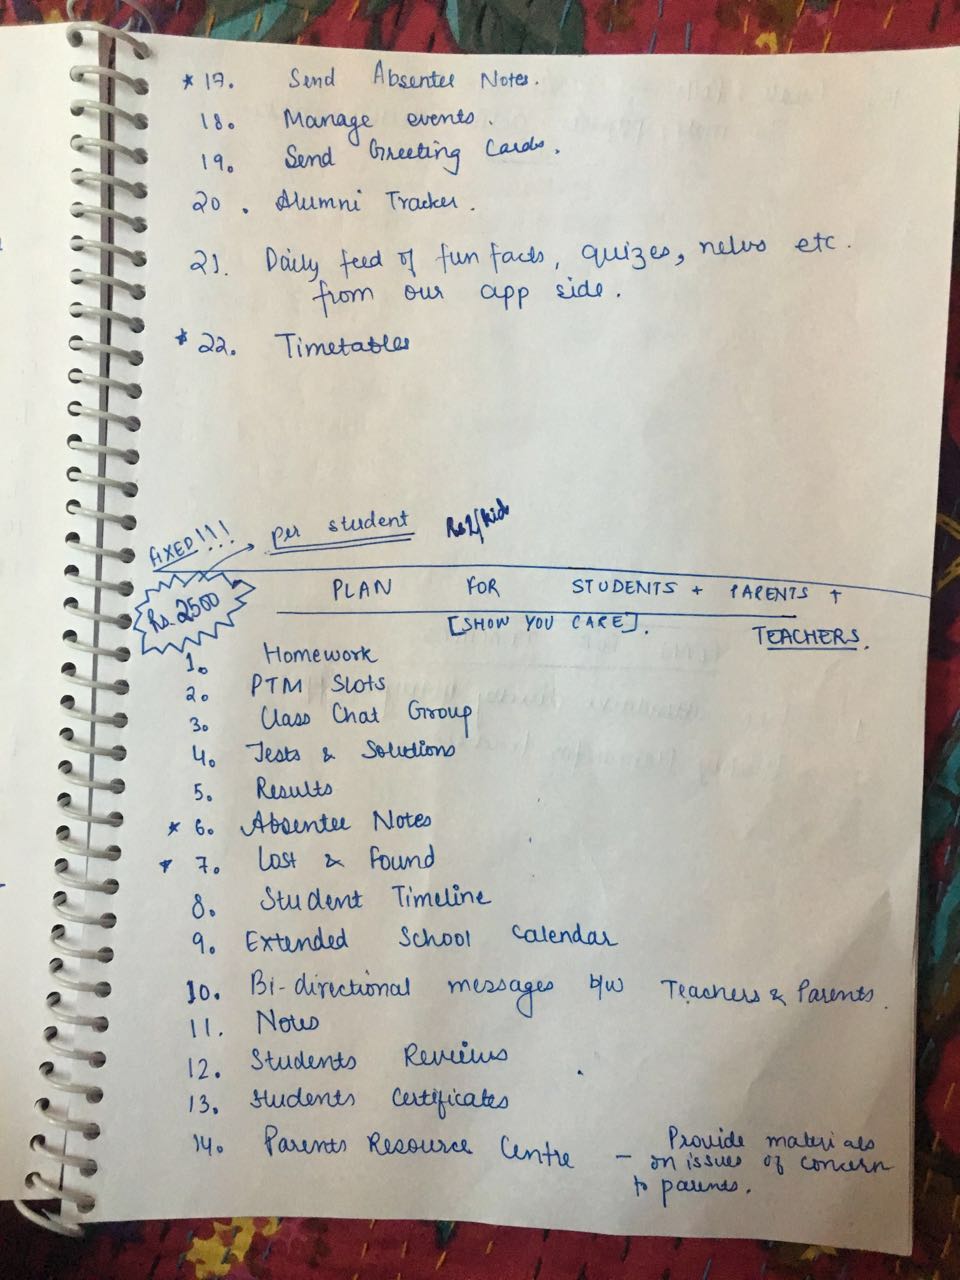 * 17. Send Absentee Notes.
18. Manage events.
19. Send Greeting Cards.
20. Alumni Tracker.
21. Daily feed of fun facts, quizes, news etc.
from our app side.
* 22. Timetables
FIXED!!! per student Rs2/kid
Rs. 2500
PLAN FOR STUDENTS + PARENTS +
[SHOW YOU CARE]. TEACHERS.
1. Homework
2. PTM Slots
3. Class Chat Group
4. Tests & Solutions
5. Results
* 6. Absentee Notes
* 7. Lost & Found
8. Student Timeline
9. Extended School Calendar
10. Bi-directional messages b/w Teachers & Parents.
11. Notes
12. Students Reviews
13. Students Certificates
14. Parents Resource Centre – Provide materials
on issues of concern
to parents.